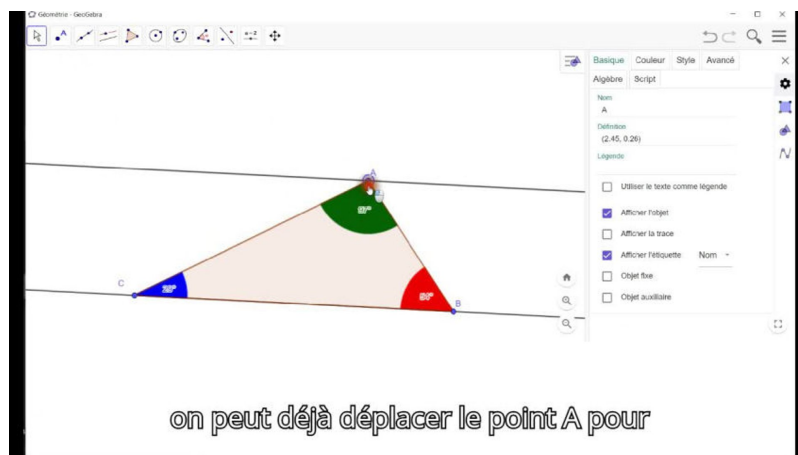 Géométrie - GeoGebra
Basique Couleur Style Avancé
Algèbre Script
Nom
A
Définition
(2.45, 0.26)
Légende
Utiliser le texte comme légende
Afficher l'objet
Afficher la trace
Afficher l'étiquette Nom
Objet fixe
Objet auxiliaire
A
C
B
on peut déjà déplacer le point A pour